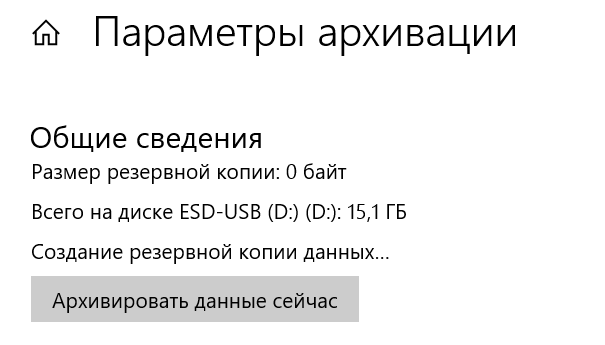 Параметры архивации
Общие сведения
Размер резервной копии: 0 байт
Всего на диске ESD-USB (D:) (D:): 15,1 ГБ
Создание резервной копии данных...
Архивировать данные сейчас